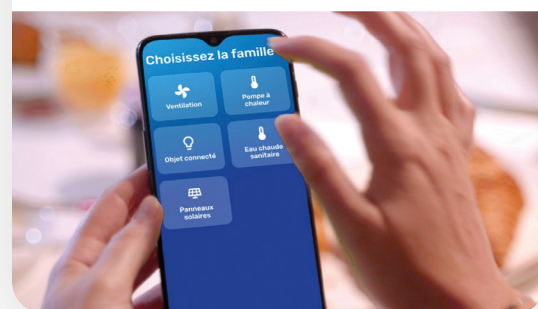 Choisissez la famille
Ventilation
Pompe à
chaleur
Objet connecté
Eau chaude
sanitaire
Panneaux
solaires